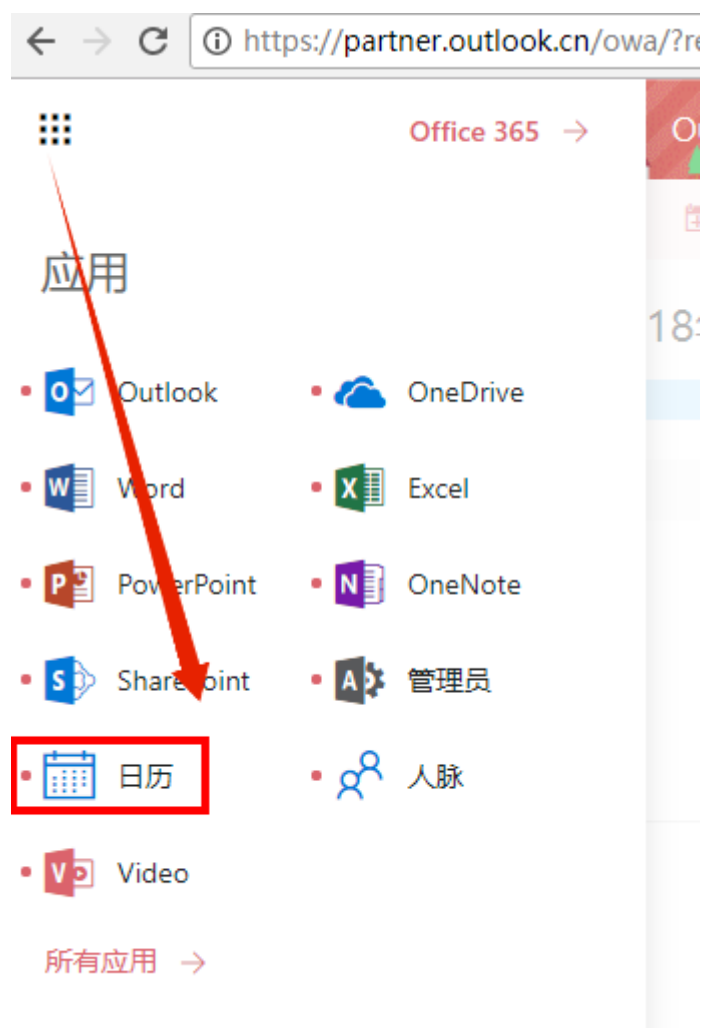 https://partner.outlook.cn/owa/?re
Office 365 →
应用
Outlook
OneDrive
Word
Excel
PowerPoint
OneNote
SharePoint
管理员
日历
人脉
Video
所有应用 →
18